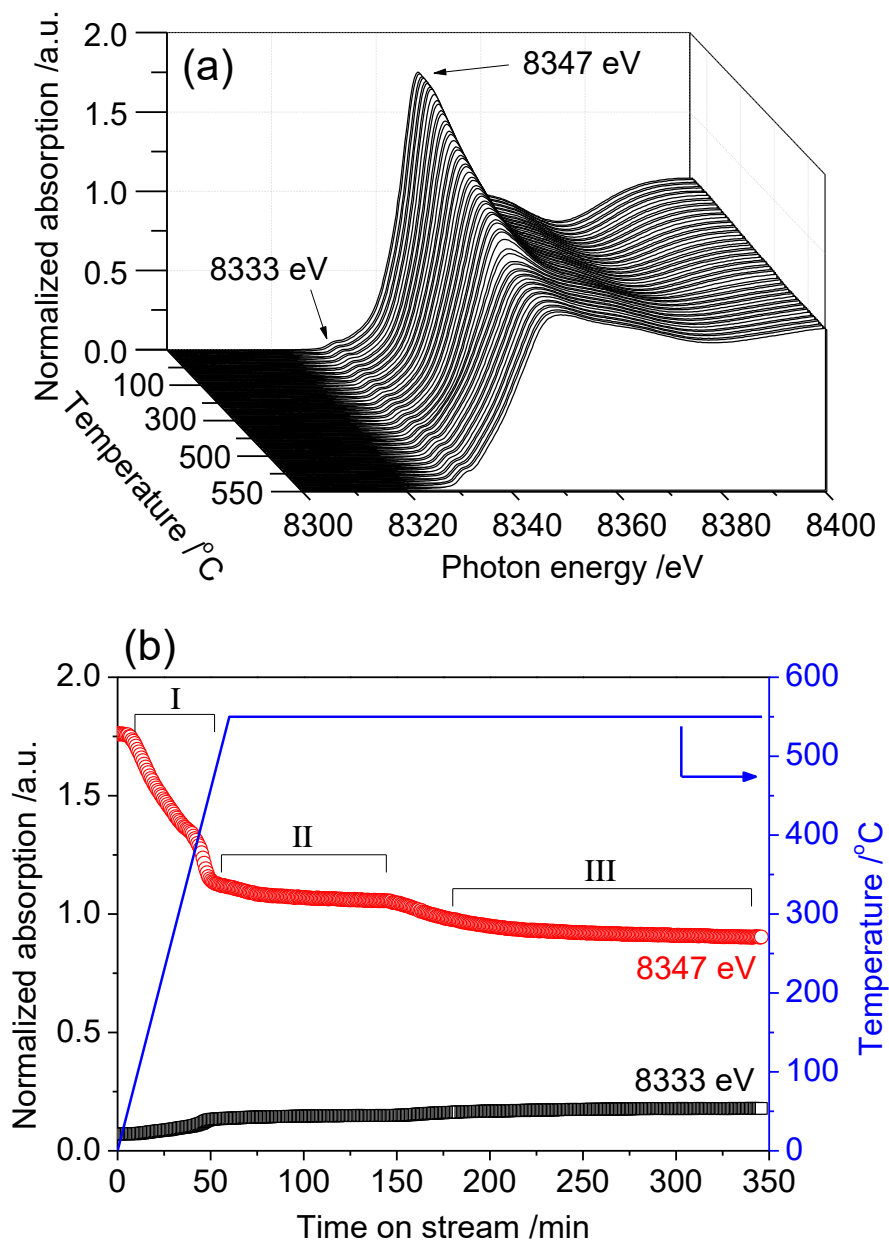 (a)
8347 eV
8333 eV
Normalized absorption /a.u.
2.0
1.5
1.0
0.5
0.0
100
300
500
550
Temperature /°C
8300 8320 8340 8360 8380 8400
Photon energy /eV
(b)
Normalized absorption /a.u.
2.0
1.5
1.0
0.5
0.0
I
II
III
8347 eV
8333 eV
600
500
400
300
200
100
0
Temperature /°C
0 50 100 150 200 250 300 350
Time on stream /min